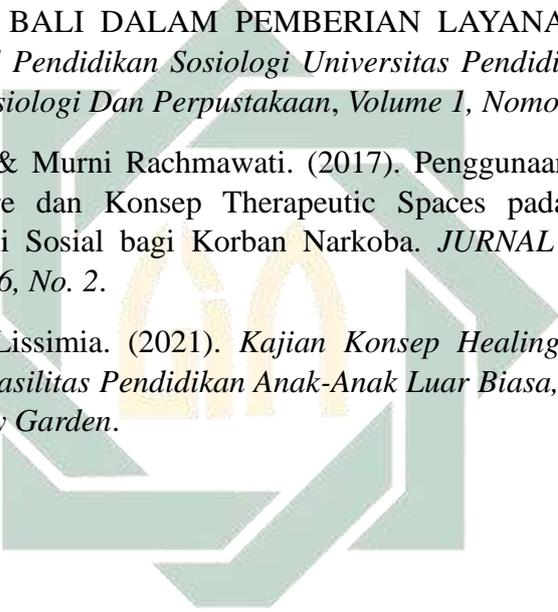 BALI DALAM PEMBERIAN LAYANA
Pendidikan Sosiologi Universitas Pendidi
siologi Dan Perpustakaan, Volume 1, Nomo
& Murni Rachmawati. (2017). Penggunaan
re dan Konsep Therapeutic Spaces pada
i Sosial bagi Korban Narkoba. JURNAL
6, No. 2.
Lissimia. (2021). Kajian Konsep Healing
asilitas Pendidikan Anak-Anak Luar Biasa,
Garden.